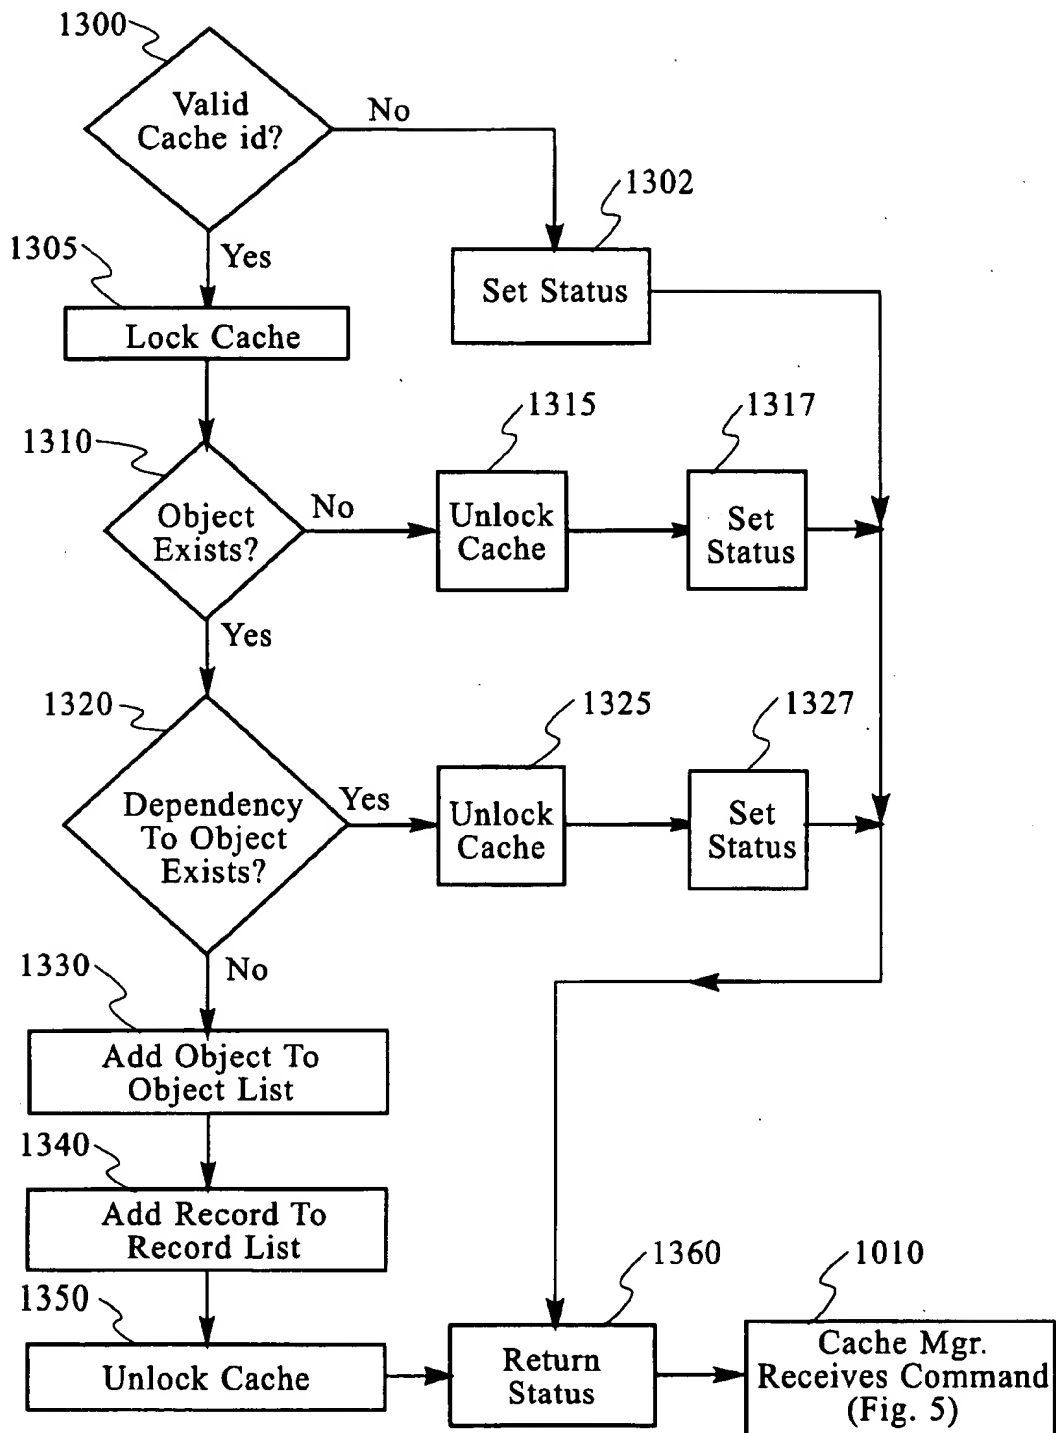 1300
Valid
Cache id?
No
1302
Set Status
1305
Yes
Lock Cache
1310
Object
Exists?
No
1315
Unlock
Cache
1317
Set
Status
Yes
1320
Dependency
To Object
Exists?
Yes
1325
Unlock
Cache
1327
Set
Status
No
1330
Add Object To
Object List
1340
Add Record To
Record List
1350
Unlock Cache
1360
Return
Status
1010
Cache Mgr.
Receives Command
(Fig. 5)